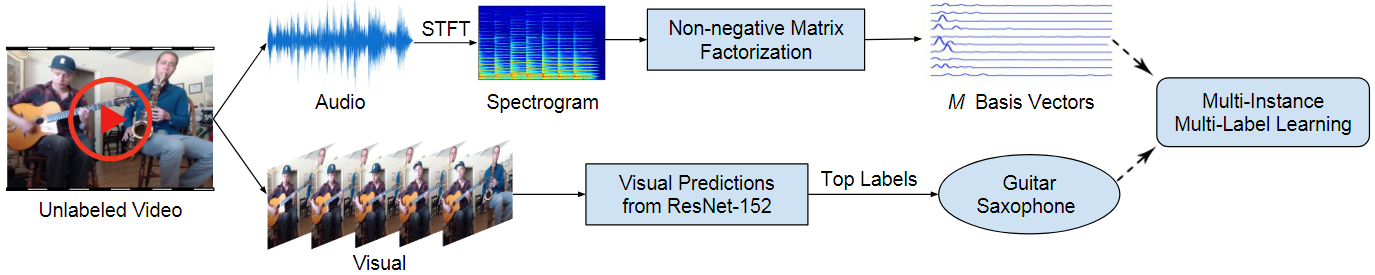 Unlabeled Video
Audio
STFT
Spectrogram
Non-negative Matrix
Factorization
M Basis Vectors
Multi-Instance
Multi-Label Learning
Visual
Visual Predictions
from ResNet-152
Top Labels
Guitar
Saxophone